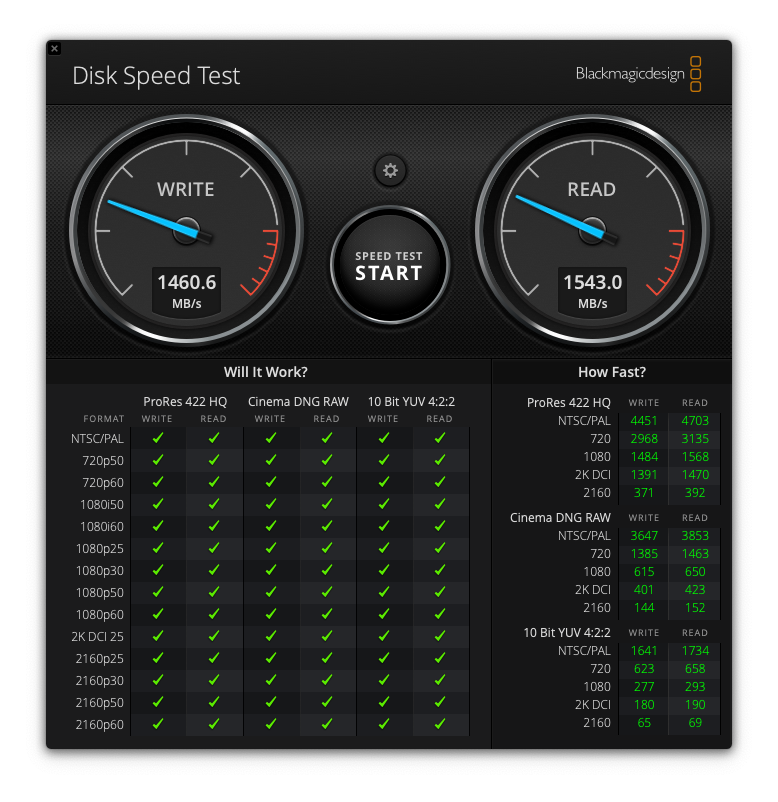 Disk Speed Test
Blackmagicdesign
WRITE
1460.6
MB/s
SPEED TEST
START
READ
1543.0
MB/s
Will It Work?
ProRes 422 HQ Cinema DNG RAW 10 Bit YUV 4:2:2
FORMAT WRITE READ WRITE READ WRITE READ
NTSC/PAL ✓ ✓ ✓ ✓ ✓ ✓
720p50 ✓ ✓ ✓ ✓ ✓ ✓
720p60 ✓ ✓ ✓ ✓ ✓ ✓
1080i50 ✓ ✓ ✓ ✓ ✓ ✓
1080i60 ✓ ✓ ✓ ✓ ✓ ✓
1080p25 ✓ ✓ ✓ ✓ ✓ ✓
1080p30 ✓ ✓ ✓ ✓ ✓ ✓
1080p50 ✓ ✓ ✓ ✓ ✓ ✓
1080p60 ✓ ✓ ✓ ✓ ✓ ✓
2K DCI 25 ✓ ✓ ✓ ✓ ✓ ✓
2160p25 ✓ ✓ ✓ ✓ ✓ ✓
2160p30 ✓ ✓ ✓ ✓ ✓ ✓
2160p50 ✓ ✓ ✓ ✓ ✓ ✓
2160p60 ✓ ✓ ✓ ✓ ✓ ✓
How Fast?
ProRes 422 HQ WRITE READ
NTSC/PAL 4451 4703
720 2968 3135
1080 1484 1568
2K DCI 1391 1470
2160 371 392
Cinema DNG RAW WRITE READ
NTSC/PAL 3647 3853
720 1385 1463
1080 615 650
2K DCI 401 423
2160 144 152
10 Bit YUV 4:2:2 WRITE READ
NTSC/PAL 1641 1734
720 623 658
1080 277 293
2K DCI 180 190
2160 65 69